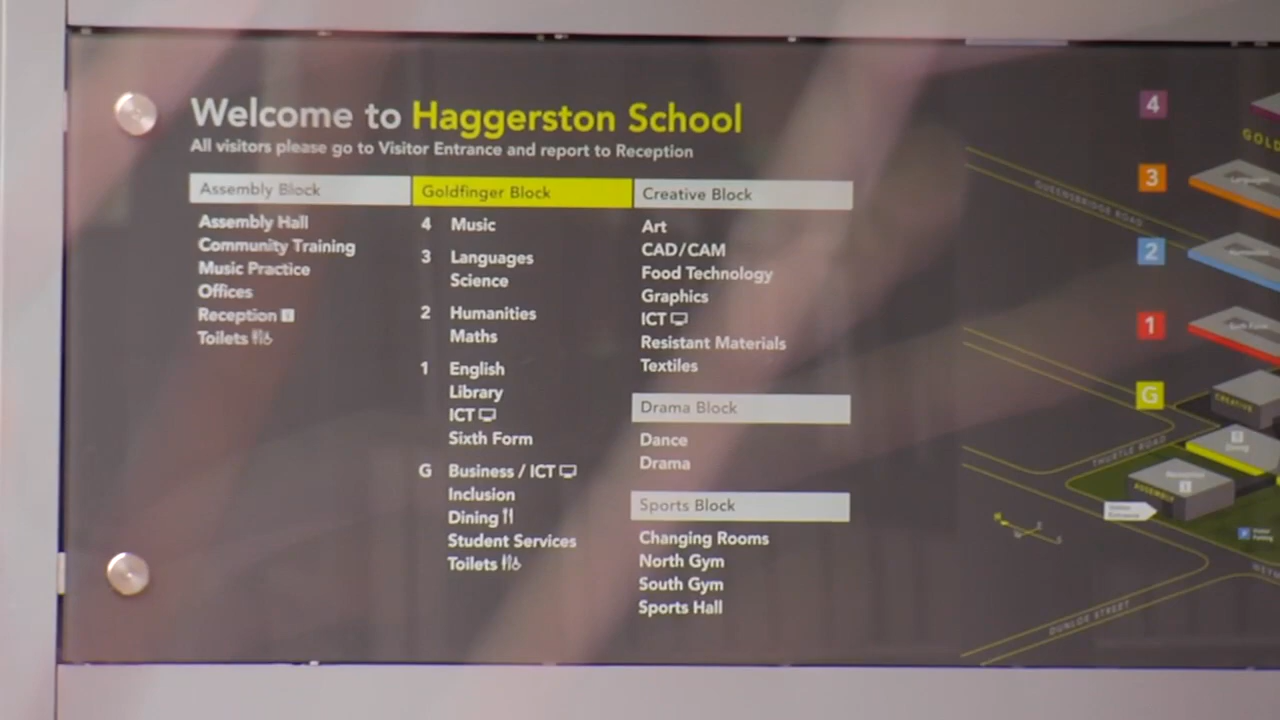 Welcome to Haggerston School
All visitors please go to Visitor Entrance and report to Reception
Assembly Block
Assembly Hall
Community Training
Music Practice
Offices
Reception
Toilets
Goldfinger Block
4 Music
3 Languages
Science
2 Humanities
Maths
1 English
Library
ICT
Sixth Form
G Business / ICT
Inclusion
Dining
Student Services
Toilets
Creative Block
Art
CAD/CAM
Food Technology
Graphics
ICT
Resistant Materials
Textiles
Drama Block
Dance
Drama
Sports Block
Changing Rooms
North Gym
South Gym
Sports Hall
4
GOLD
3
QUEENSBRIDGE ROAD
2
1
G
CREATIVE
THURTLE ROAD
Dining
ASSEMBLY
DUNLOE STREET